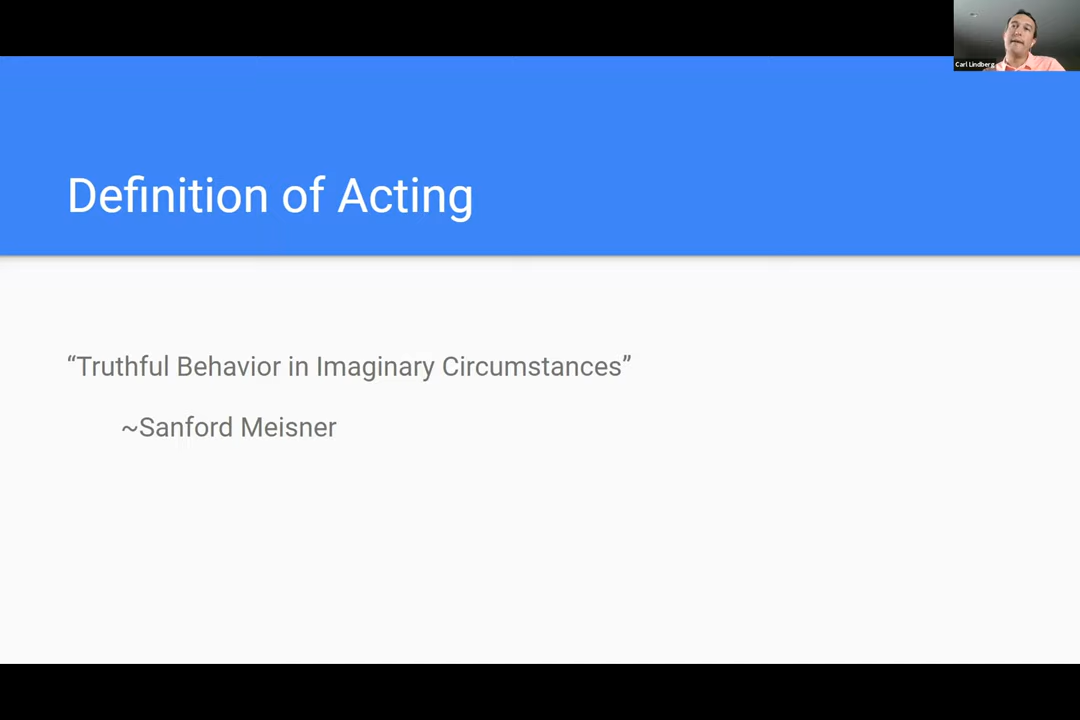 Carl Lindberg
Definition of Acting
“Truthful Behavior in Imaginary Circumstances”
~Sanford Meisner